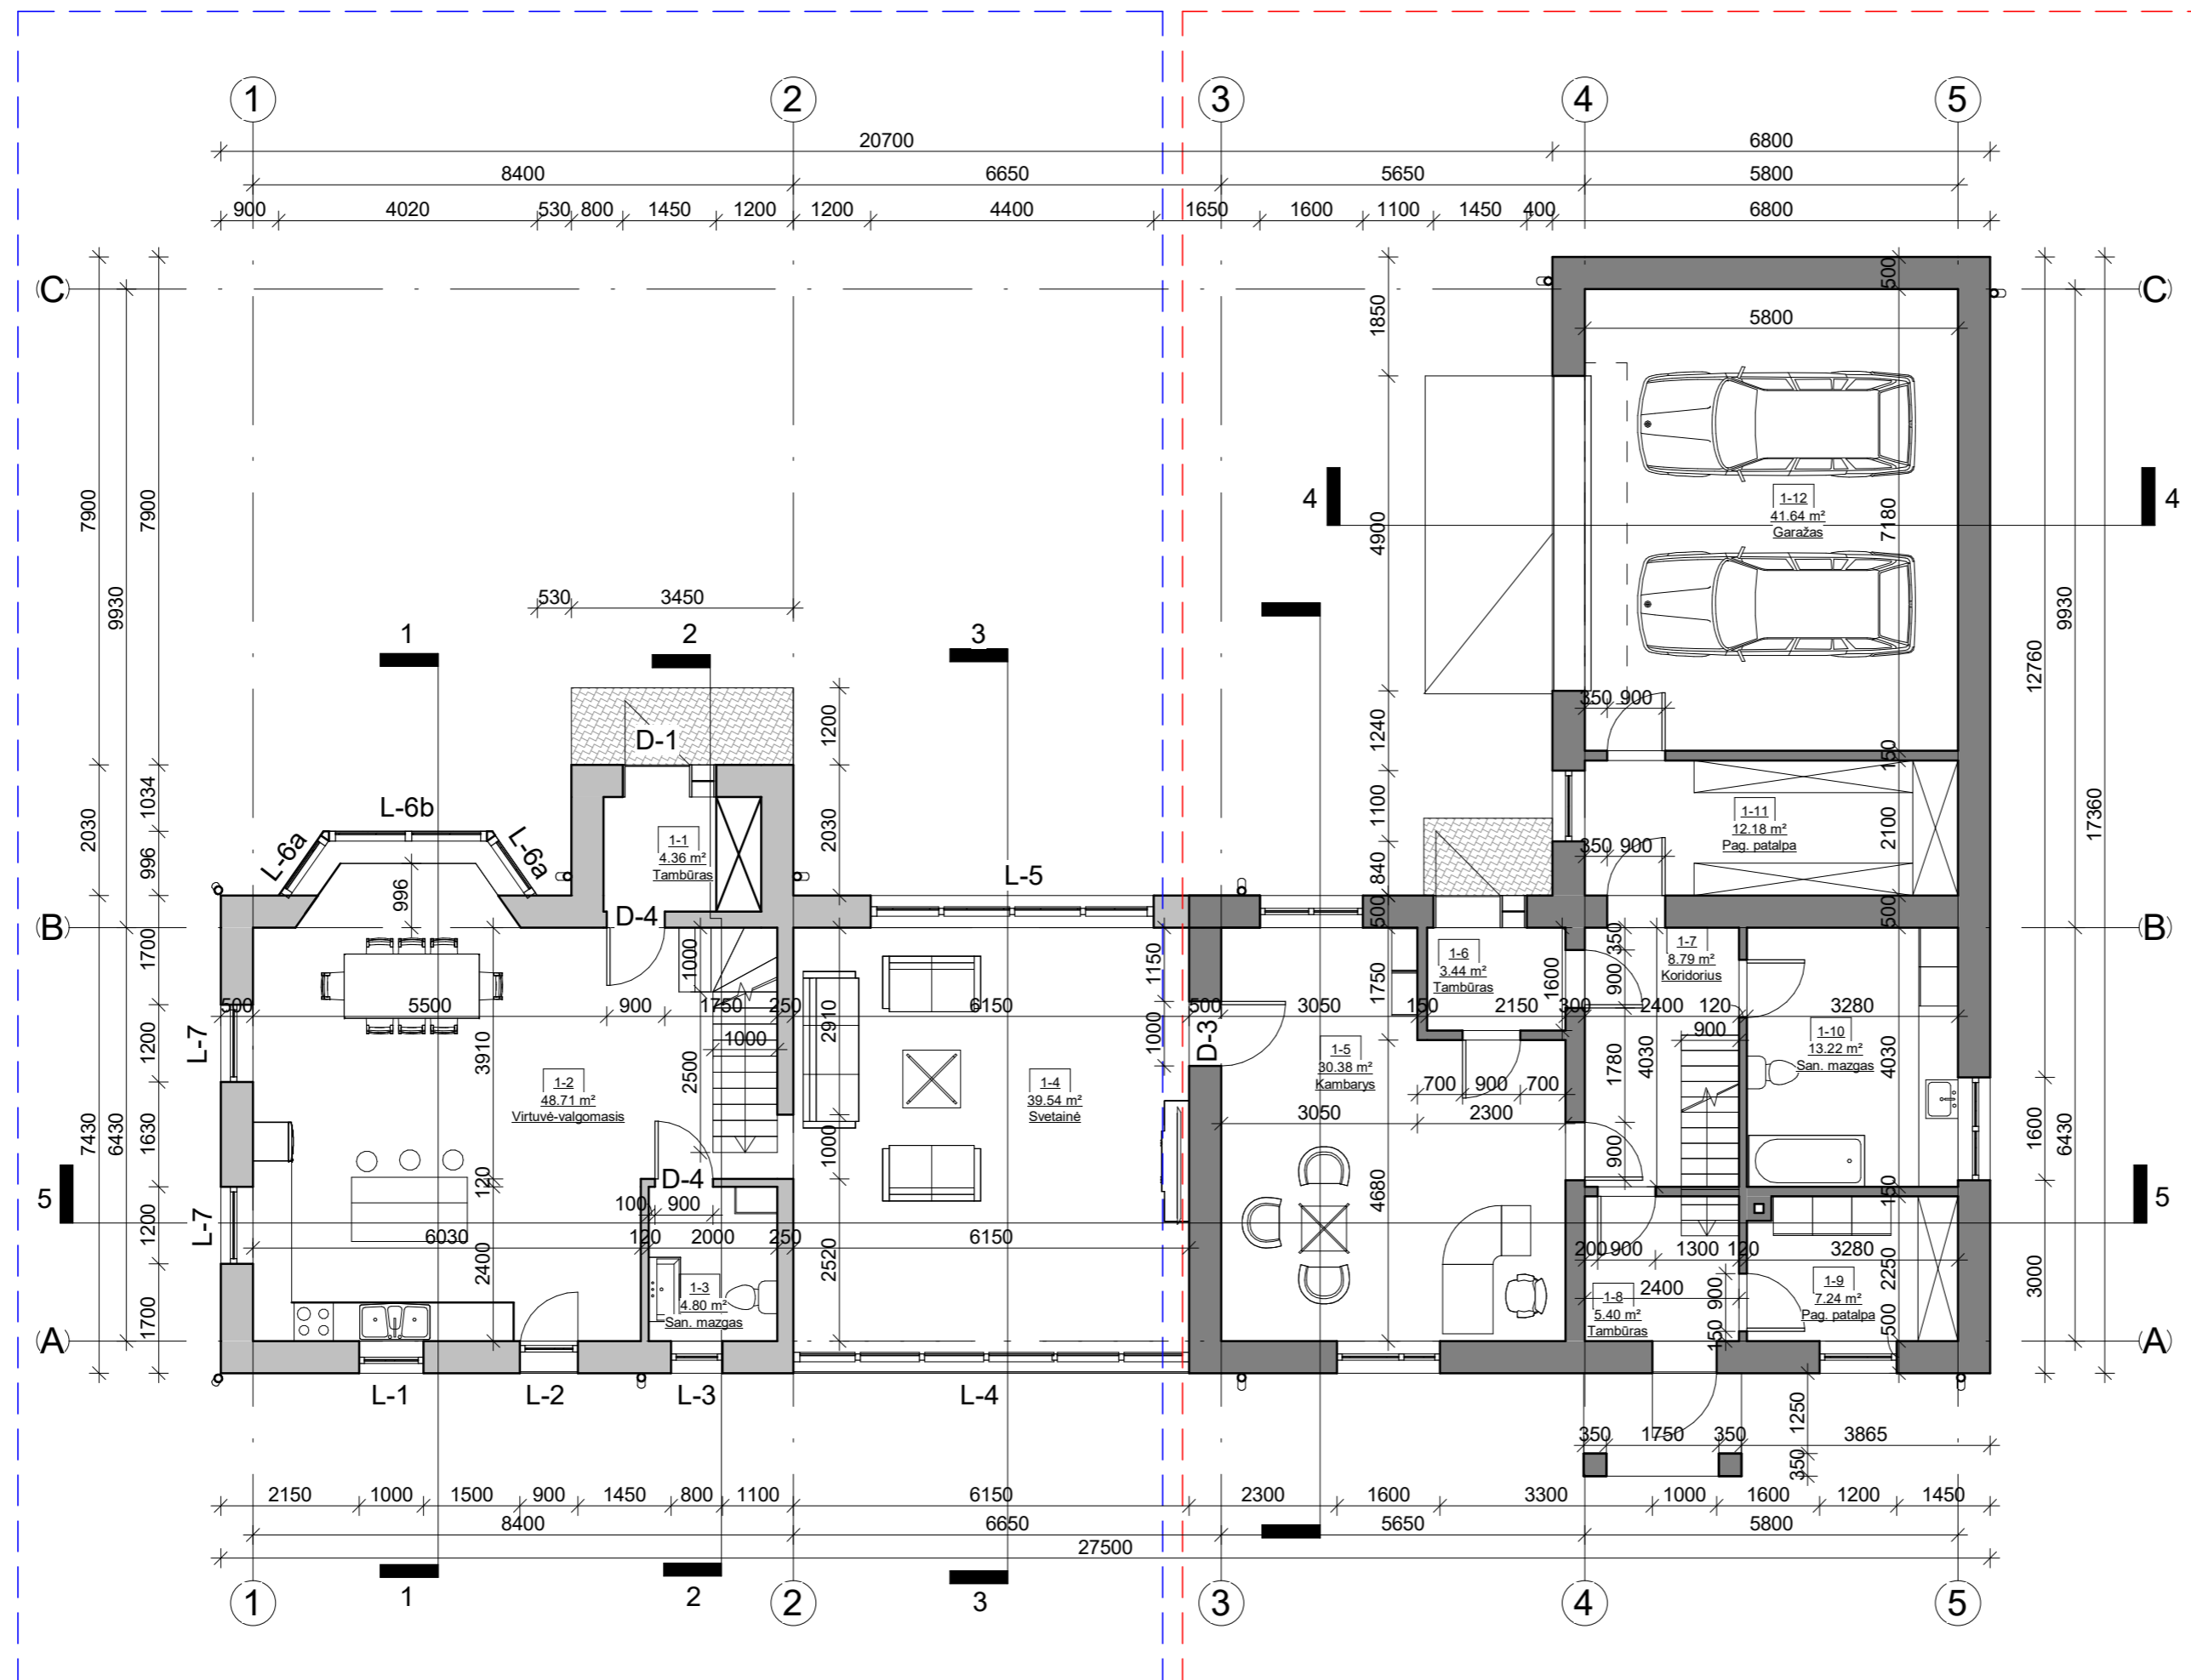 1 2 3 4 5
20700 6800
8400 6650 5650 5800
900 4020 530 800 1450 1200 1200 4400 1650 1600 1100 1450 400 6800
C C
1850 500
5800
7900 7900 9930
4 4
4900 7180
1-12
41.64 m²
Garažas
12760 9930 17360
530 3450
1 2 3
1200
D-1
1240 350 900
150
2030 1034 996
L-6a L-6b L-6a
996
1-1
4.36 m²
Tambūras
2030
L-5
1100 840
1-11
12.18 m²
Pag. patalpa
2100
350 900
D-4
B B
500 500
1700 1000 1150 1750
1-6
3.44 m²
Tambūras
1600 350 900
1-7
8.79 m²
Koridorius
500 5500 900 1750 250 6150 500 3050 150 2150 300 2400 120 3280
L-7
1200 3910 2500 1000 2910 1000
D-3
1-2
48.71 m²
Virtuvė-valgomasis
1-4
39.54 m²
Svetainė
1-5
30.38 m²
Kambarys
1780 4030 900
1-10
13.22 m²
San. mazgas
4030
700 900 700
3050 2300
7430 6430 1630
1000 900 1600 6430
120
D-4
100 900
5 5
4680 150
L-7
1200
6030 120 2000 250 6150
200 900 1300 120 3280
2400 2520 2250 3000
1-3
4.80 m²
San. mazgas
2400 900
1-8
5.40 m²
Tambūras
1-9
7.24 m²
Pag. patalpa
1700 150 500
A A
L-1 L-2 L-3 L-4
1250
350 1750 350 3865
350
2150 1000 1500 900 1450 800 1100 6150 2300 1600 3300 1000 1600 1200 1450
8400 6650 5650 5800
27500
1 2 3
1 2 3 4 5